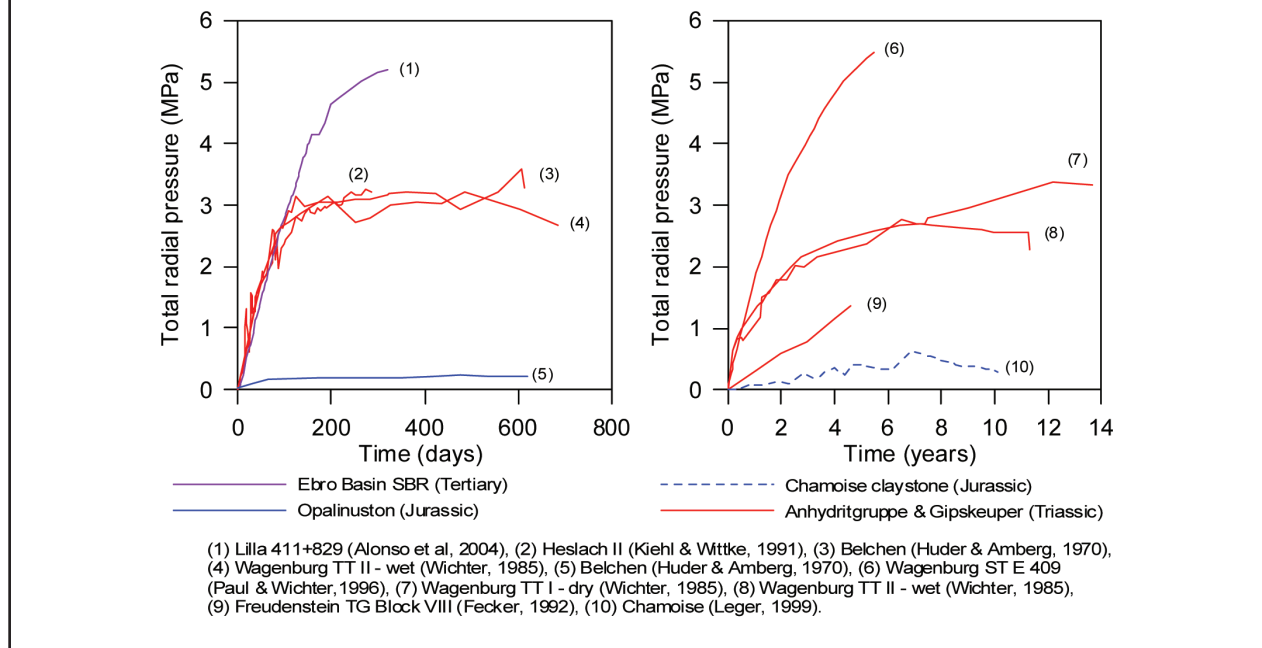 6
5
4
3
2
1
0
Total radial pressure (MPa)
(1)
(2)
(3)
(4)
(5)
0 200 400 600 800
Time (days)
6
5
4
3
2
1
0
Total radial pressure (MPa)
(6)
(7)
(8)
(9)
(10)
0 2 4 6 8 10 12 14
Time (years)
Ebro Basin SBR (Tertiary)
Opalinuston (Jurassic)
Chamoise claystone (Jurassic)
Anhydritgruppe & Gipskeuper (Triassic)
(1) Lilla 411+829 (Alonso et al, 2004), (2) Heslach II (Kiehl & Wittke, 1991), (3) Belchen (Huder & Amberg, 1970),
(4) Wagenburg TT II - wet (Wichter, 1985), (5) Belchen (Huder & Amberg, 1970), (6) Wagenburg ST E 409
(Paul & Wichter,1996), (7) Wagenburg TT I - dry (Wichter, 1985), (8) Wagenburg TT II - wet (Wichter, 1985),
(9) Freudenstein TG Block VIII (Fecker, 1992), (10) Chamoise (Leger, 1999).